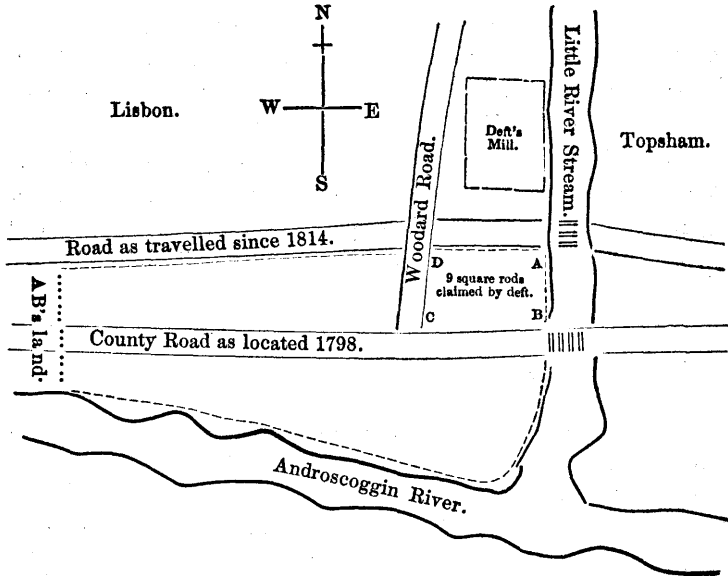 N
W
E
S
Lisbon.
Deft's
Mill.
Little River Stream.
Topsham.
Woodard Road.
Road as travelled since 1814.
D
A
9 square rods
claimed by deft.
C
B
A B's land.
County Road as located 1798.
Androscoggin River.